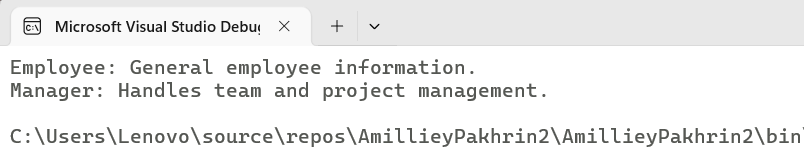 Microsoft Visual Studio Debug
Employee: General employee information.
Manager: Handles team and project management.
C:\Users\Lenovo\source\repos\AmillieyPakhrin2\AmillieyPakhrin2\bin\